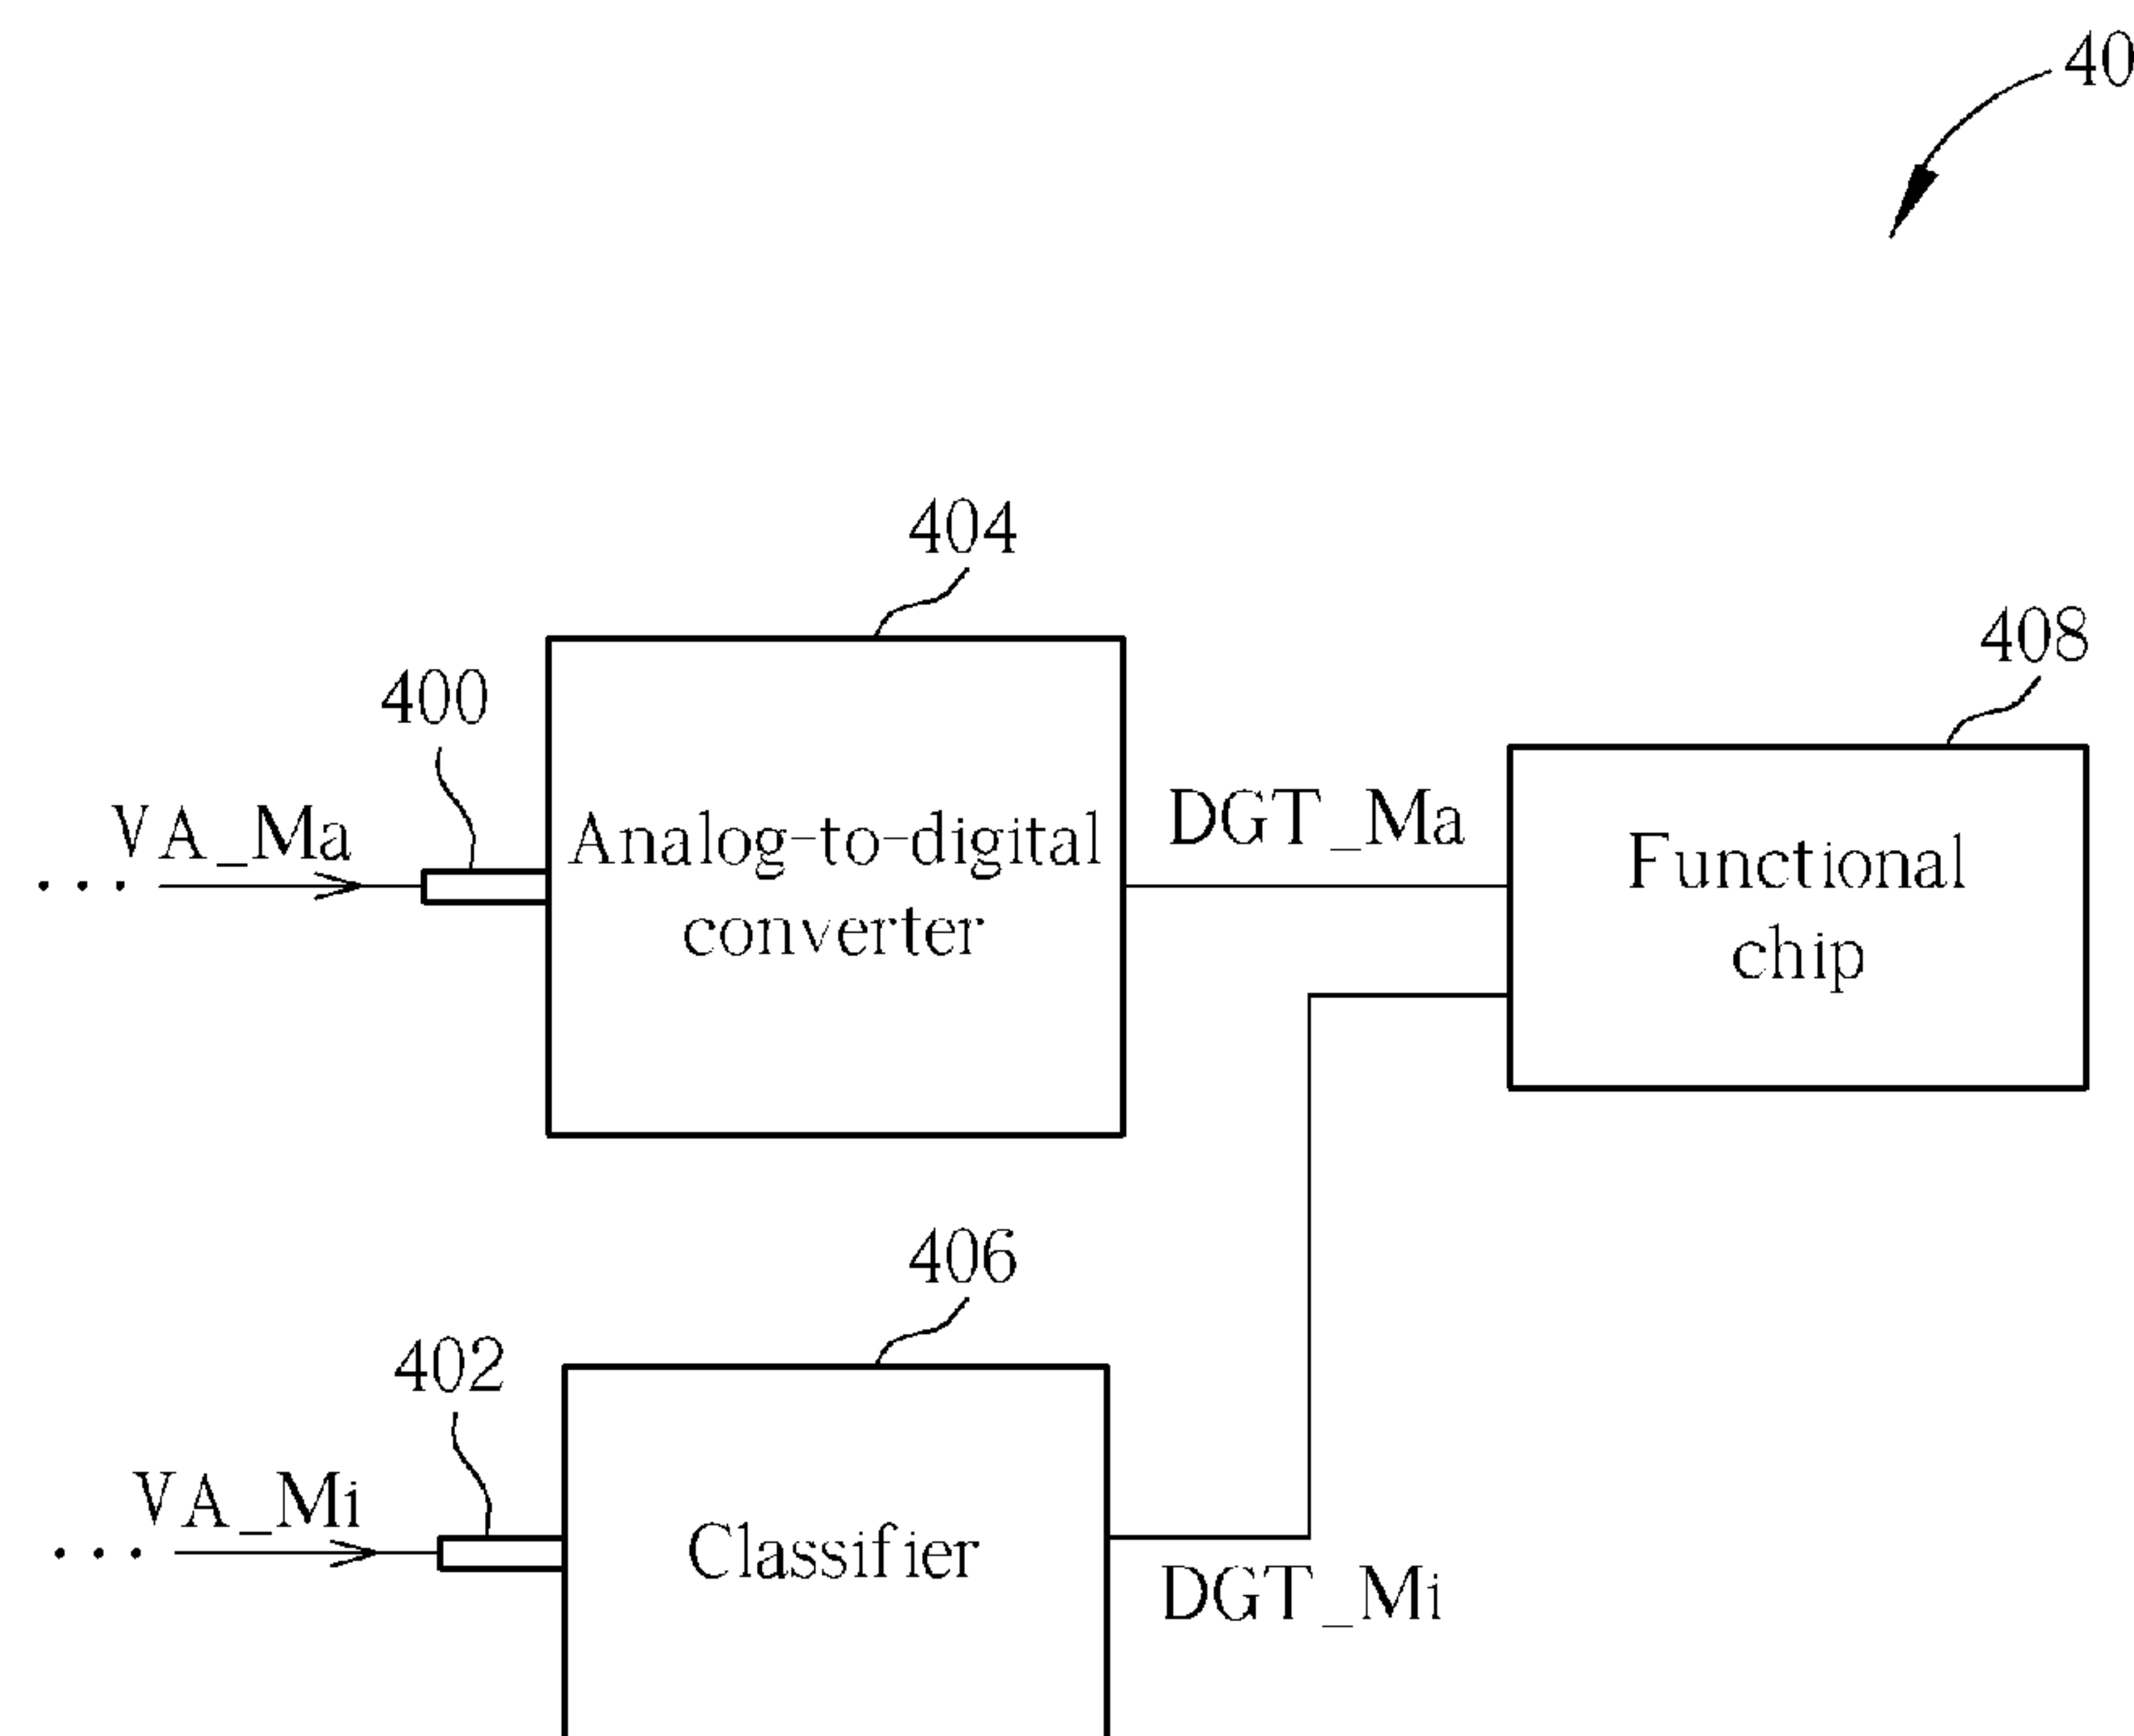 40
404
408
400
VA_Ma
Analog-to-digital
converter
DGT_Ma
Functional
chip
406
402
VA_Mi
Classifier
DGT_Mi